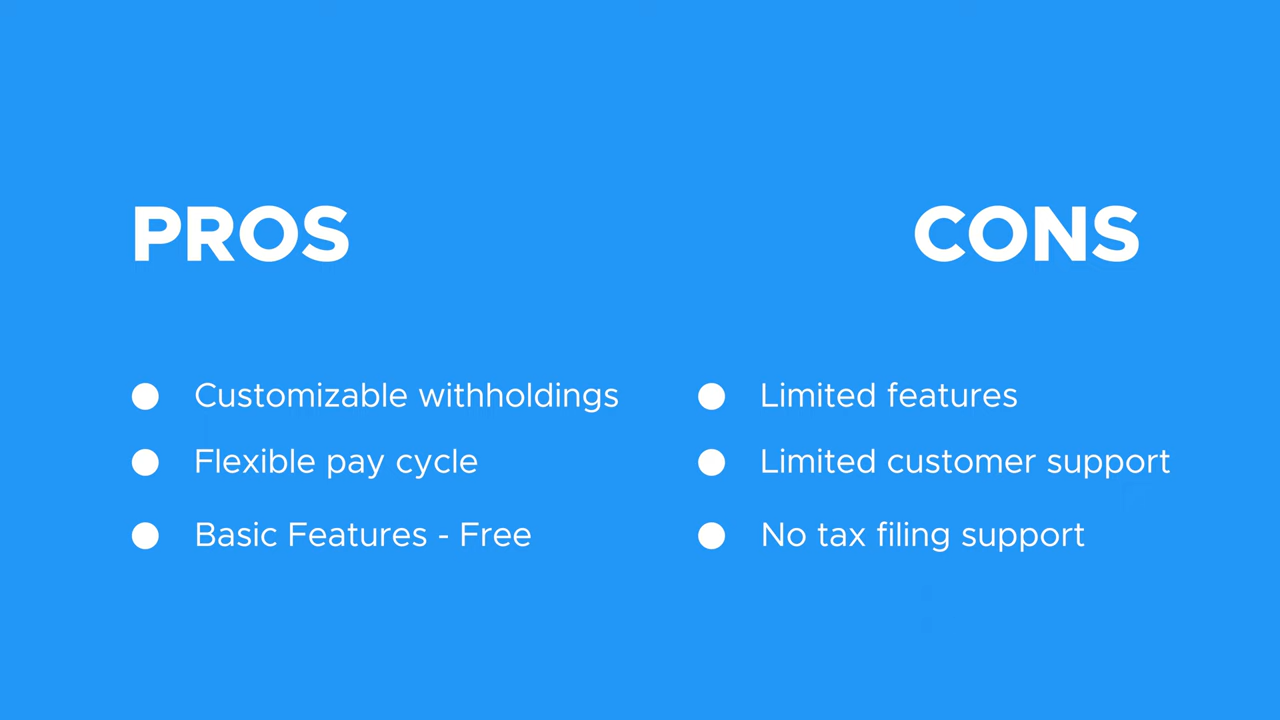 PROS
Customizable withholdings
Flexible pay cycle
Basic Features - Free
CONS
Limited features
Limited customer support
No tax filing support